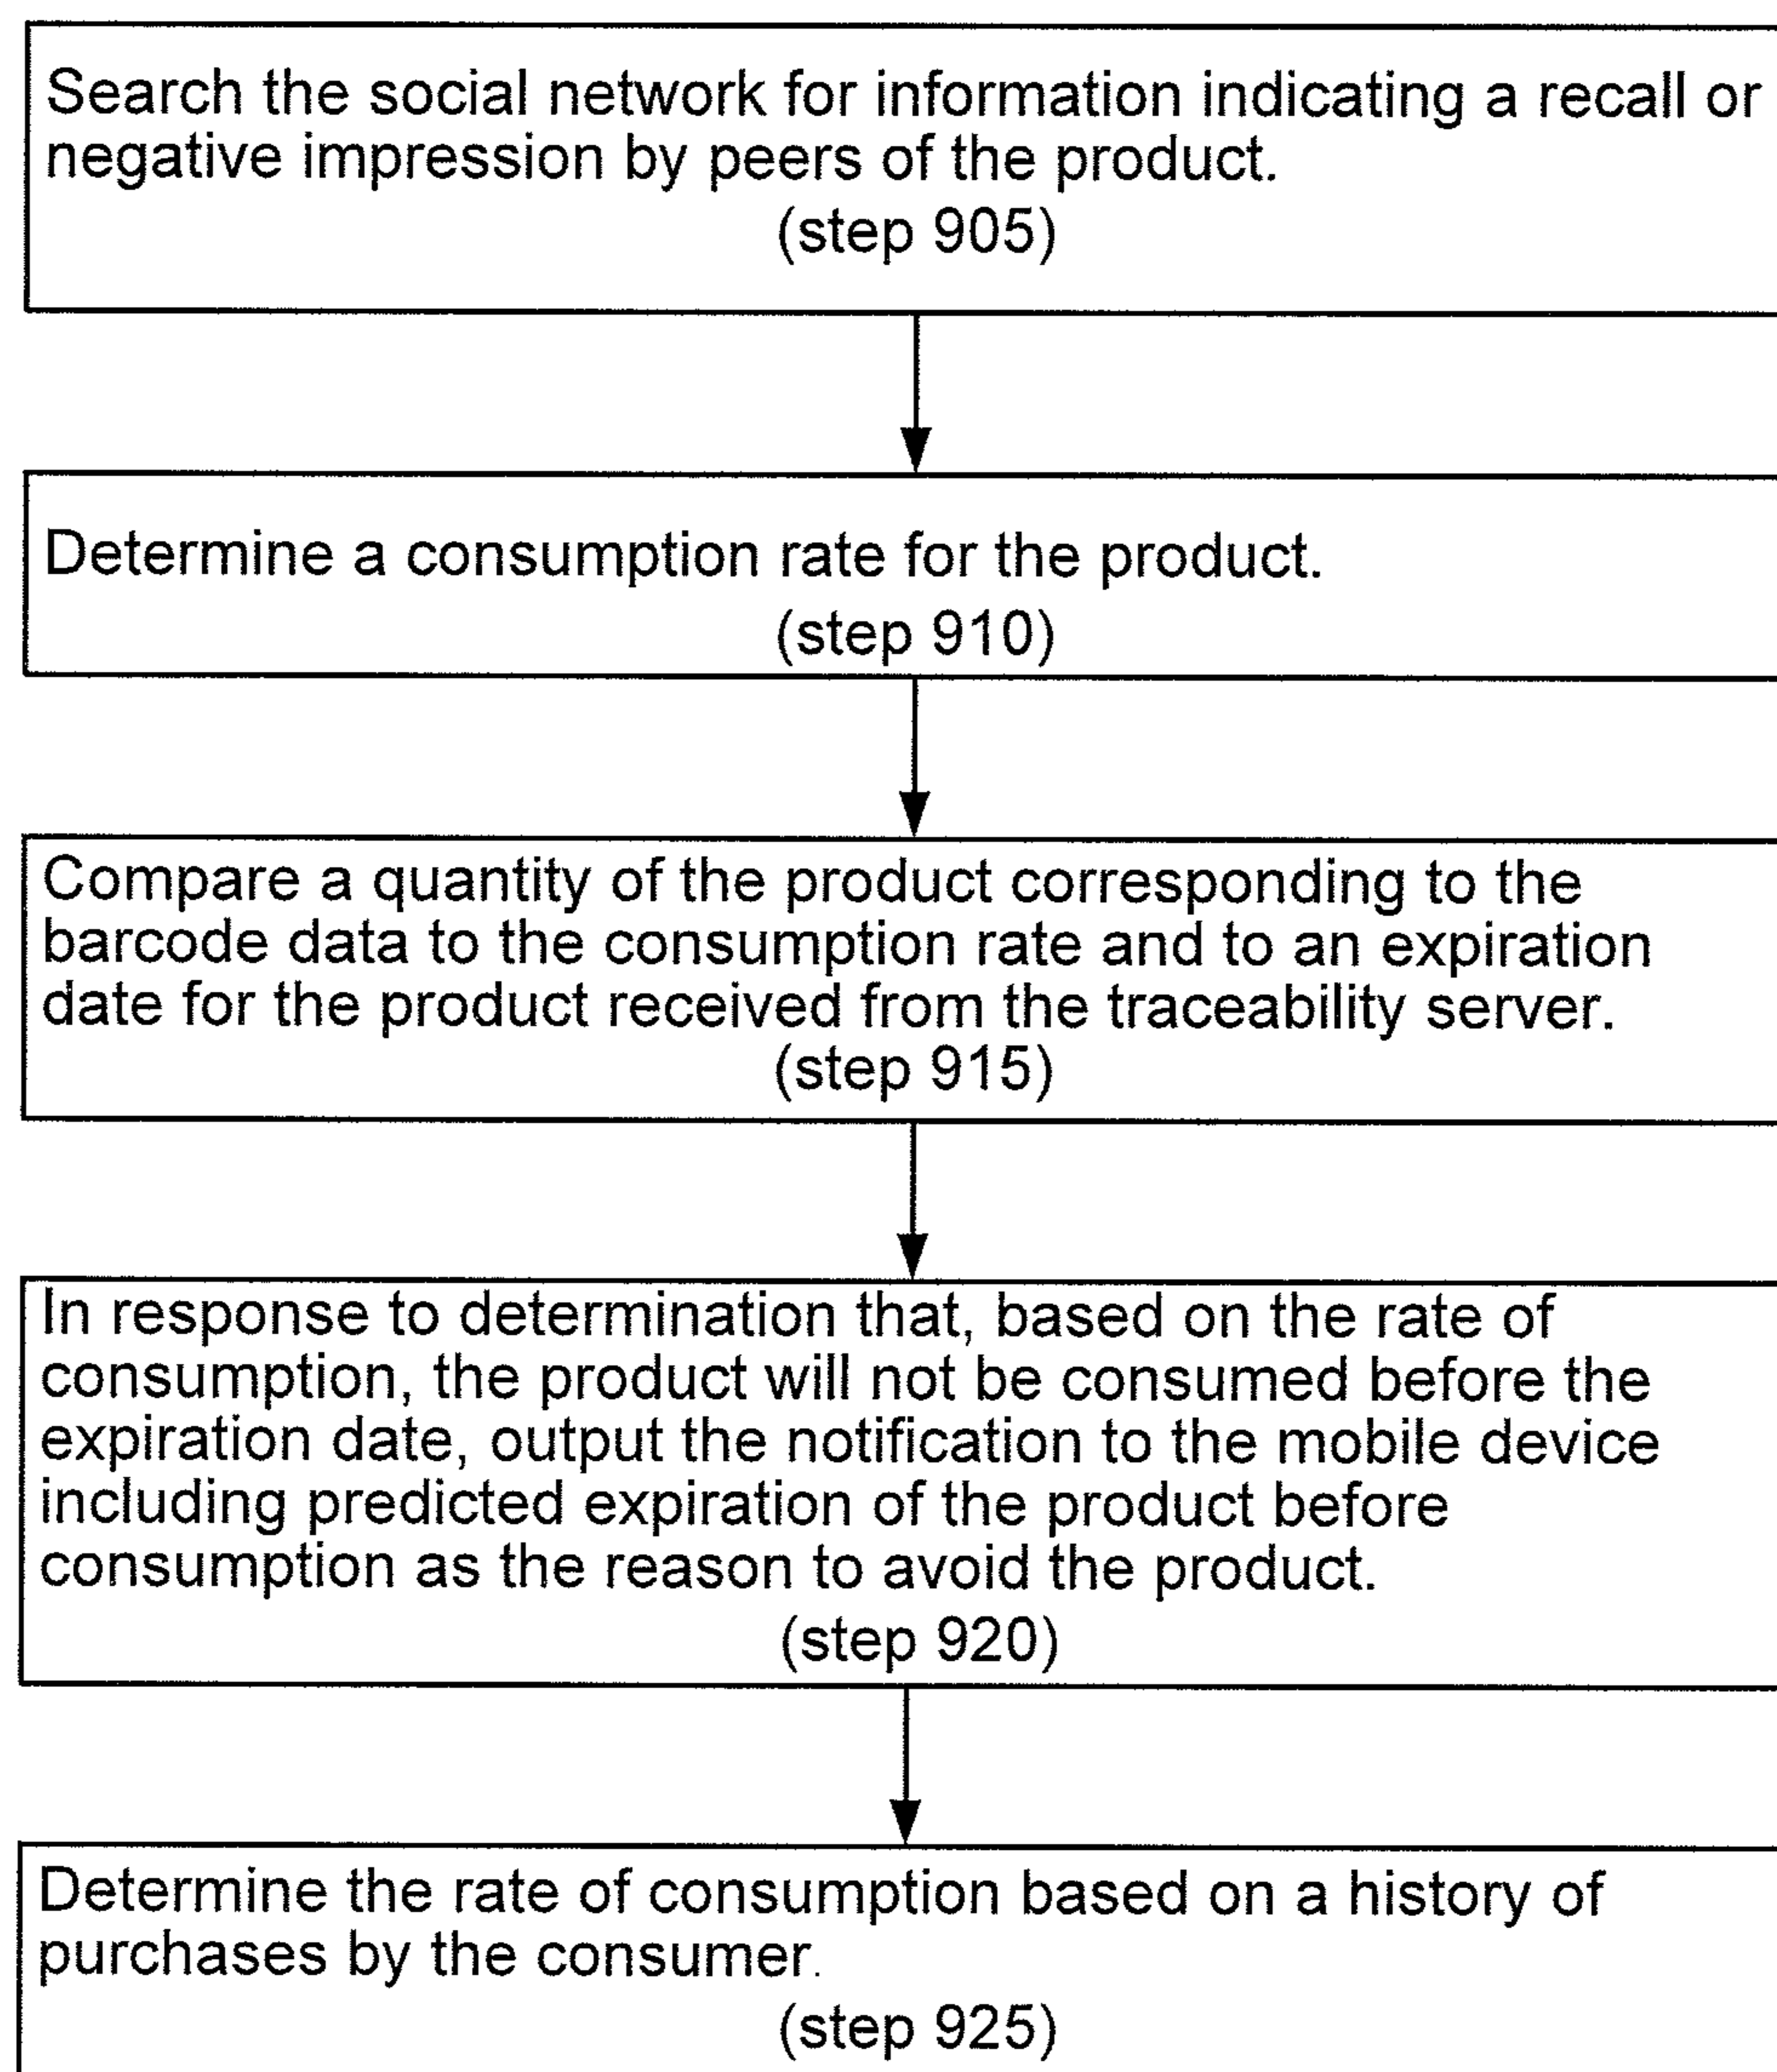 Search the social network for information indicating a recall or
negative impression by peers of the product.
(step 905)
Determine a consumption rate for the product.
(step 910)
Compare a quantity of the product corresponding to the
barcode data to the consumption rate and to an expiration
date for the product received from the traceability server.
(step 915)
In response to determination that, based on the rate of
consumption, the product will not be consumed before the
expiration date, output the notification to the mobile device
including predicted expiration of the product before
consumption as the reason to avoid the product.
(step 920)
Determine the rate of consumption based on a history of
purchases by the consumer.
(step 925)